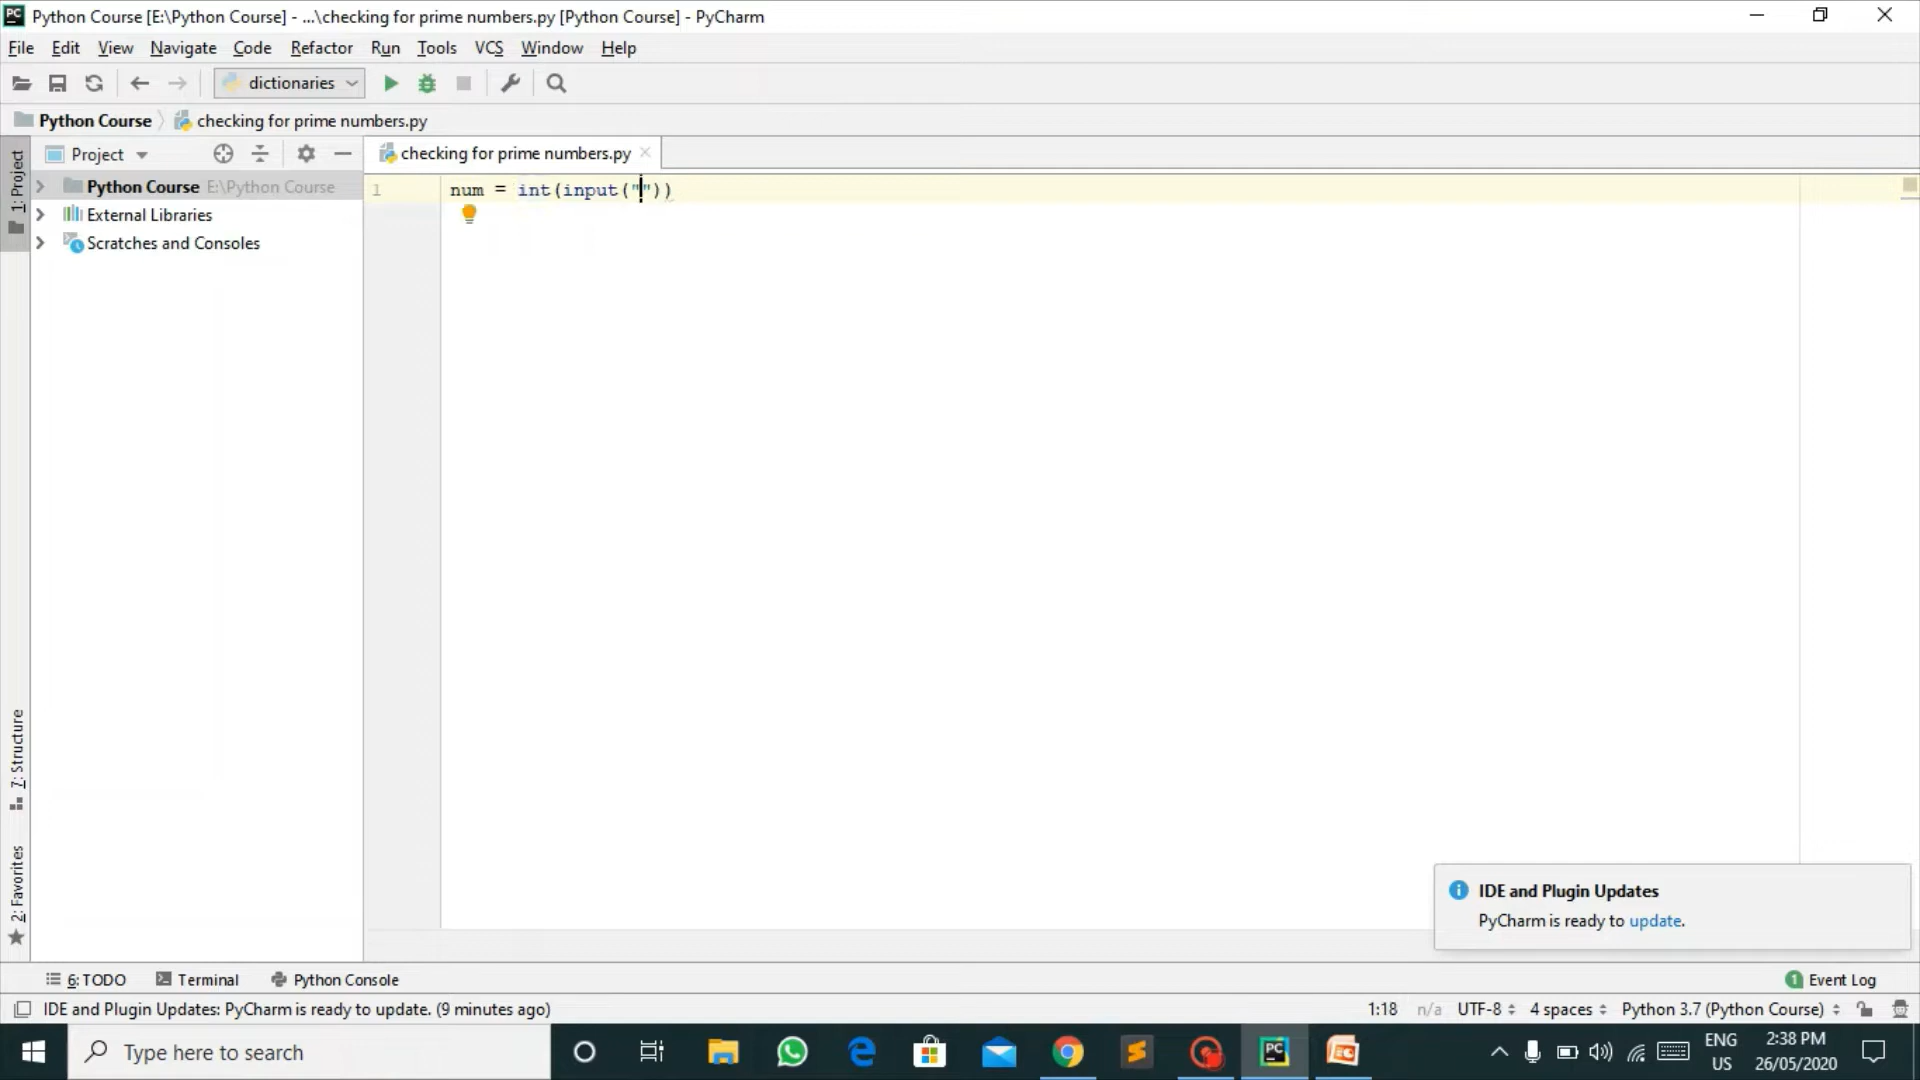 PC Python Course [E:\Python Course] - ...\checking for prime numbers.py [Python Course] - PyCharm
File Edit View Navigate Code Refactor Run Tools VCS Window Help
dictionaries
Python Course checking for prime numbers.py
1: Project
Project
checking for prime numbers.py
Python Course E:\Python Course
External Libraries
Scratches and Consoles
1 num = int(input(""))
7: Structure
2: Favorites
IDE and Plugin Updates
PyCharm is ready to update.
6: TODO Terminal Python Console
1 Event Log
IDE and Plugin Updates: PyCharm is ready to update. (9 minutes ago)
1:18 n/a UTF-8 4 spaces Python 3.7 (Python Course)
Type here to search
PC
ENG
US
2:38 PM
26/05/2020